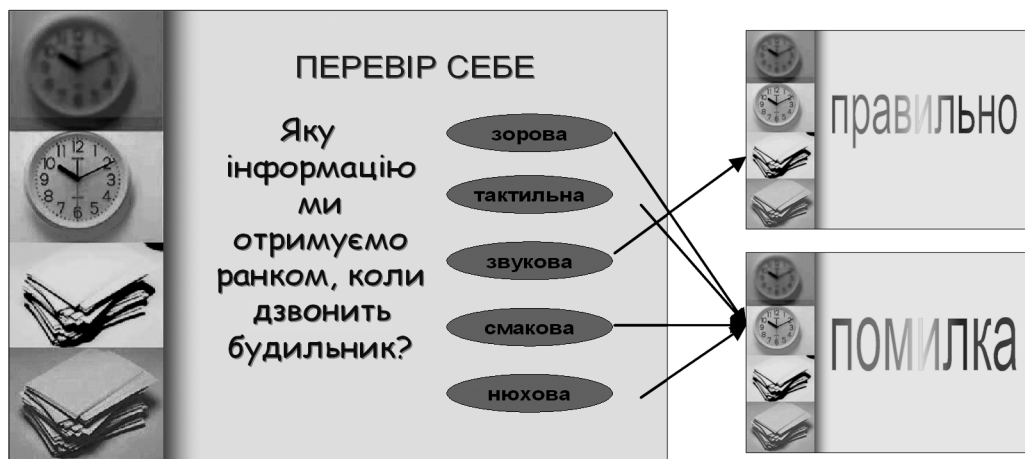 ПЕРЕВІР СЕБЕ
Яку
інформацію
ми
отримуємо
ранком, коли
дзвонить
будильник?
зорова
тактильна
звукова
смакова
нюхова
правильно
помилка